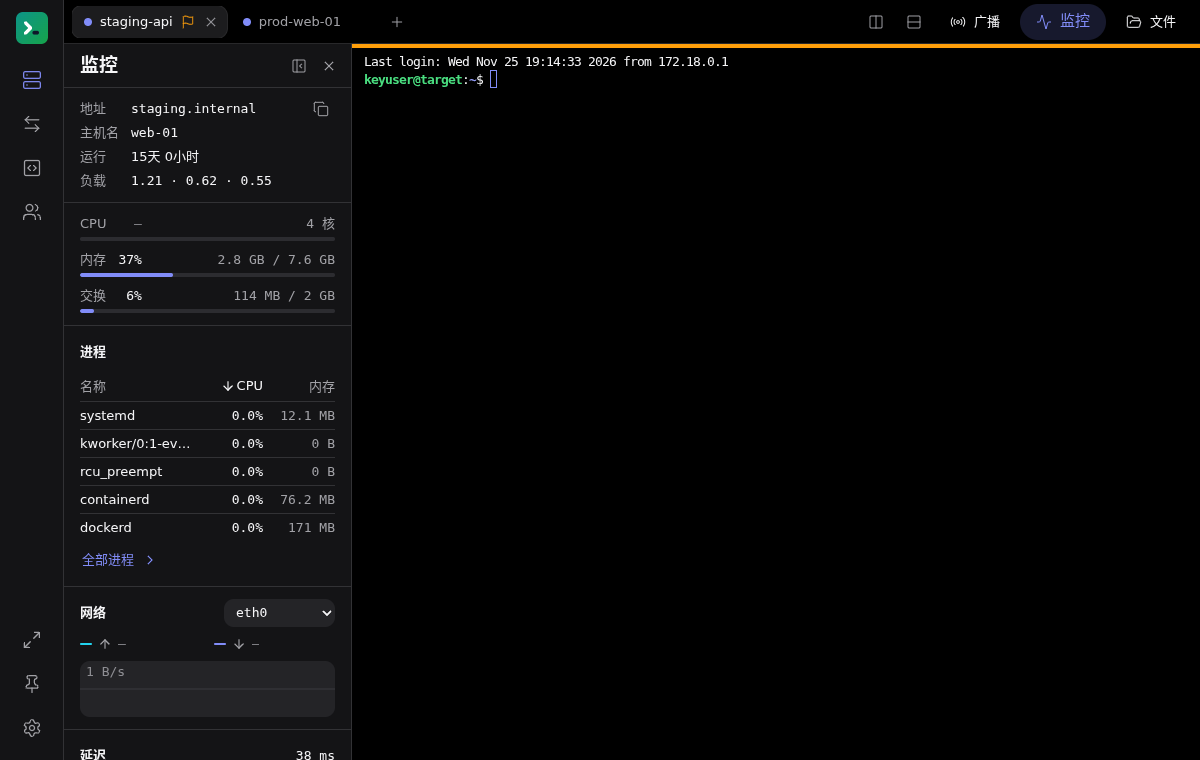 staging-api
prod-web-01
广播
监控
文件
监控
地址 staging.internal
主机名 web-01
运行 15天 0小时
负载 1.21 · 0.62 · 0.55
CPU — 4 核
内存 37% 2.8 GB / 7.6 GB
交换 6% 114 MB / 2 GB
进程
名称 CPU 内存
systemd 0.0% 12.1 MB
kworker/0:1-ev… 0.0% 0 B
rcu_preempt 0.0% 0 B
containerd 0.0% 76.2 MB
dockerd 0.0% 171 MB
全部进程
网络 eth0
— —
1 B/s
延迟 38 ms
Last login: Wed Nov 25 19:14:33 2026 from 172.18.0.1
keyuser@target:~$